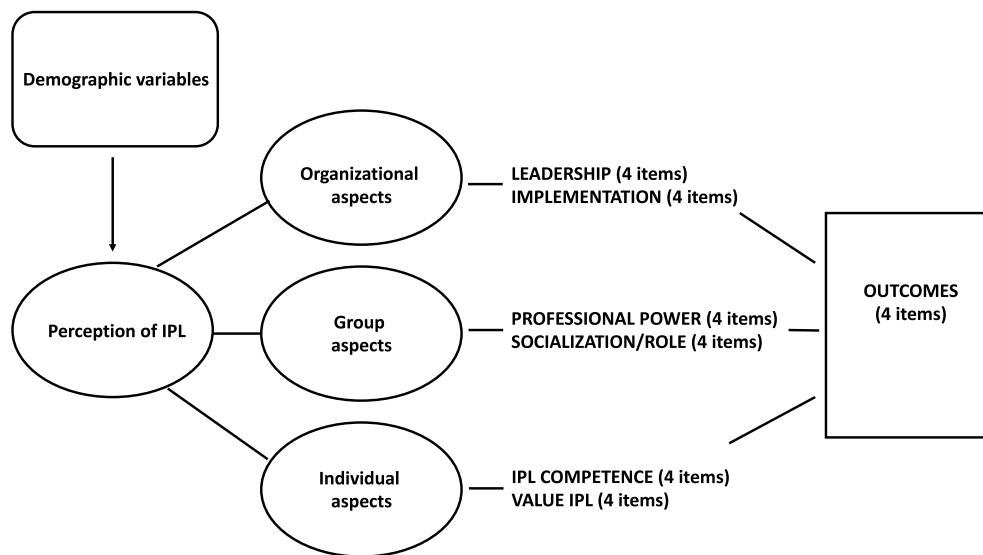 Demographic variables
Organizational
aspects
LEADERSHIP (4 items)
IMPLEMENTATION (4 items)
Perception of IPL
Group
aspects
PROFESSIONAL POWER (4 items)
SOCIALIZATION/ROLE (4 items)
OUTCOMES
(4 items)
Individual
aspects
IPL COMPETENCE (4 items)
VALUE IPL (4 items)